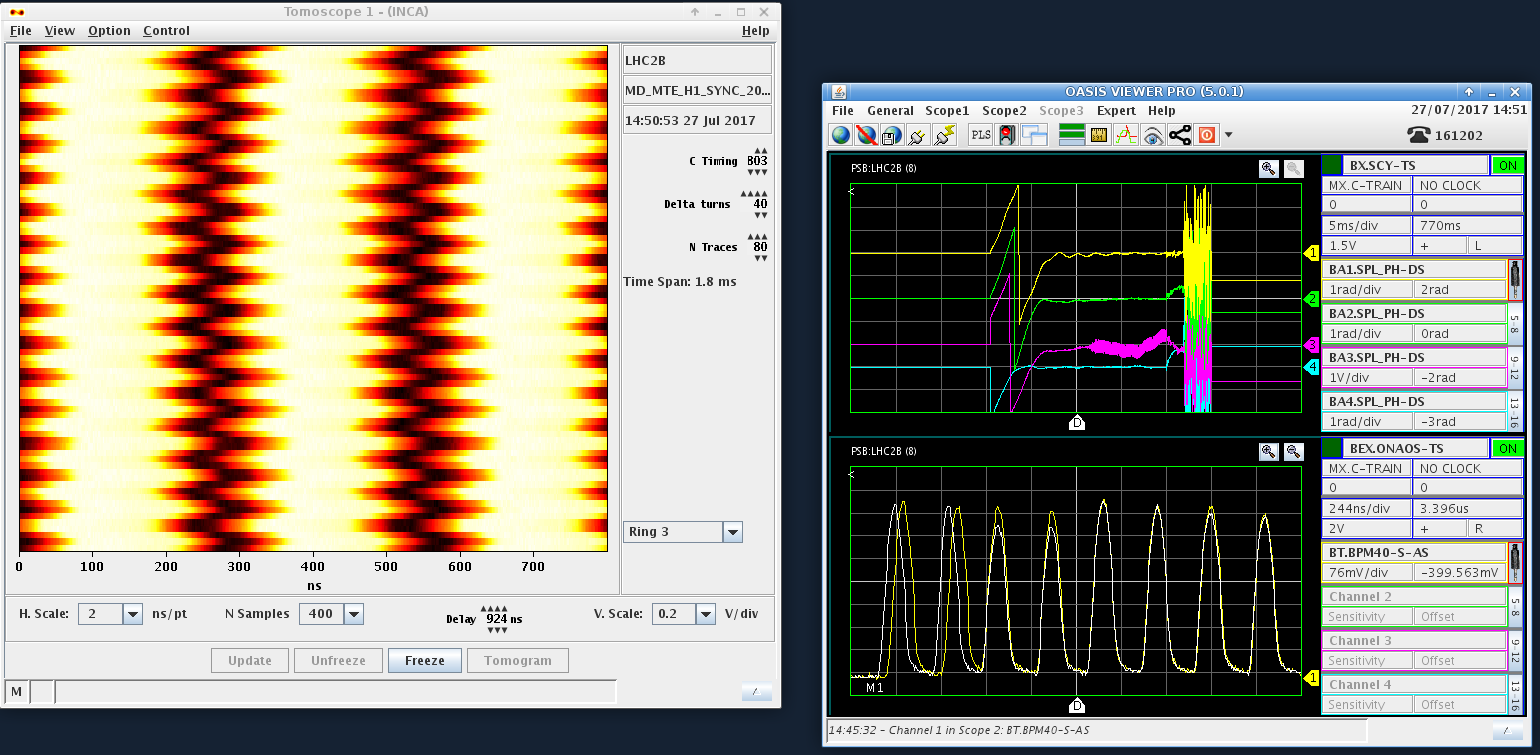 Tomoscope 1 - (INCA)
File View Option Control Help
LHC2B
MD_MTE_H1_SYNC_20...
14:50:53 27 Jul 2017
C Timing 803
Delta turns 40
N Traces 80
Time Span: 1.8 ms
Ring 3
0 100 200 300 400 500 600 700
ns
H. Scale: 2 ns/pt N Samples 400 Delay 924 ns V. Scale: 0.2 V/div
Update Unfreeze Freeze Tomogram
M
OASIS VIEWER PRO (5.0.1)
File General Scope1 Scope2 Scope3 Expert Help 27/07/2017 14:51
PLS 161202
PSB:LHC2B (8)
1
2
3
4
D
BX.SCY-TS ON
MX.C-TRAIN NO CLOCK
0 0
5ms/div 770ms
1.5V + L
BA1.SPL_PH-DS
1rad/div 2rad
BA2.SPL_PH-DS
1rad/div 0rad
BA3.SPL_PH-DS
1V/div -2rad
BA4.SPL_PH-DS
1rad/div -3rad
5-8
9-12
13-16
PSB:LHC2B (8)
M1
1
D
BEX.ONAOS-TS ON
MX.C-TRAIN NO CLOCK
0 0
244ns/div 3.396us
2V + R
BT.BPM40-S-AS
76mV/div -399.563mV
Channel 2
Sensitivity Offset
Channel 3
Sensitivity Offset
Channel 4
Sensitivity Offset
5-8
9-12
13-16
14:45:32 - Channel 1 in Scope 2: BT.BPM40-S-AS